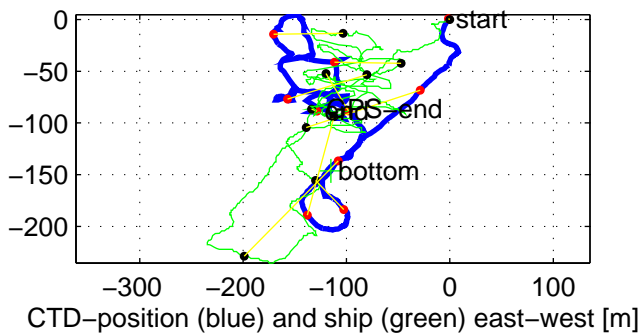 0
start
−50
GPS−end
end
−100
bottom
−150
−200
−300 −200 −100 0 100
CTD−position (blue) and ship (green) east−west [m]